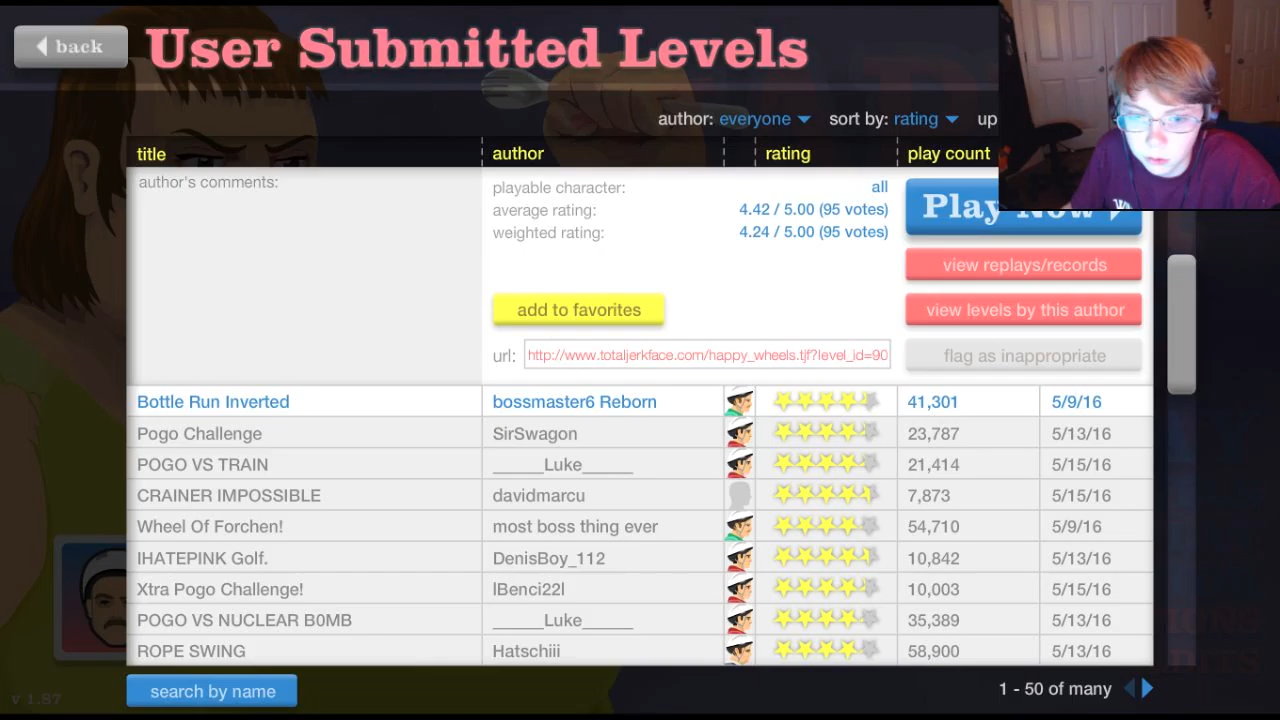 back
User Submitted Levels
author: everyone sort by: rating up
title author rating play count
author's comments:
playable character: all
average rating: 4.42 / 5.00 (95 votes)
weighted rating: 4.24 / 5.00 (95 votes)
Play Now
view replays/records
add to favorites
view levels by this author
url: http://www.totaljerkface.com/happy_wheels.tjf?level_id=90
flag as inappropriate
Bottle Run Inverted bossmaster6 Reborn 41,301 5/9/16
Pogo Challenge SirSwagon 23,787 5/13/16
POGO VS TRAIN ______Luke______ 21,414 5/15/16
CRAINER IMPOSSIBLE davidmarcu 7,873 5/15/16
Wheel Of Forchen! most boss thing ever 54,710 5/9/16
IHATEPINK Golf. DenisBoy_112 10,842 5/13/16
Xtra Pogo Challenge! lBenci22l 10,003 5/15/16
POGO VS NUCLEAR B0MB ______Luke______ 35,389 5/13/16
ROPE SWING Hatschiii 58,900 5/13/16
search by name
1 - 50 of many
v 1.87